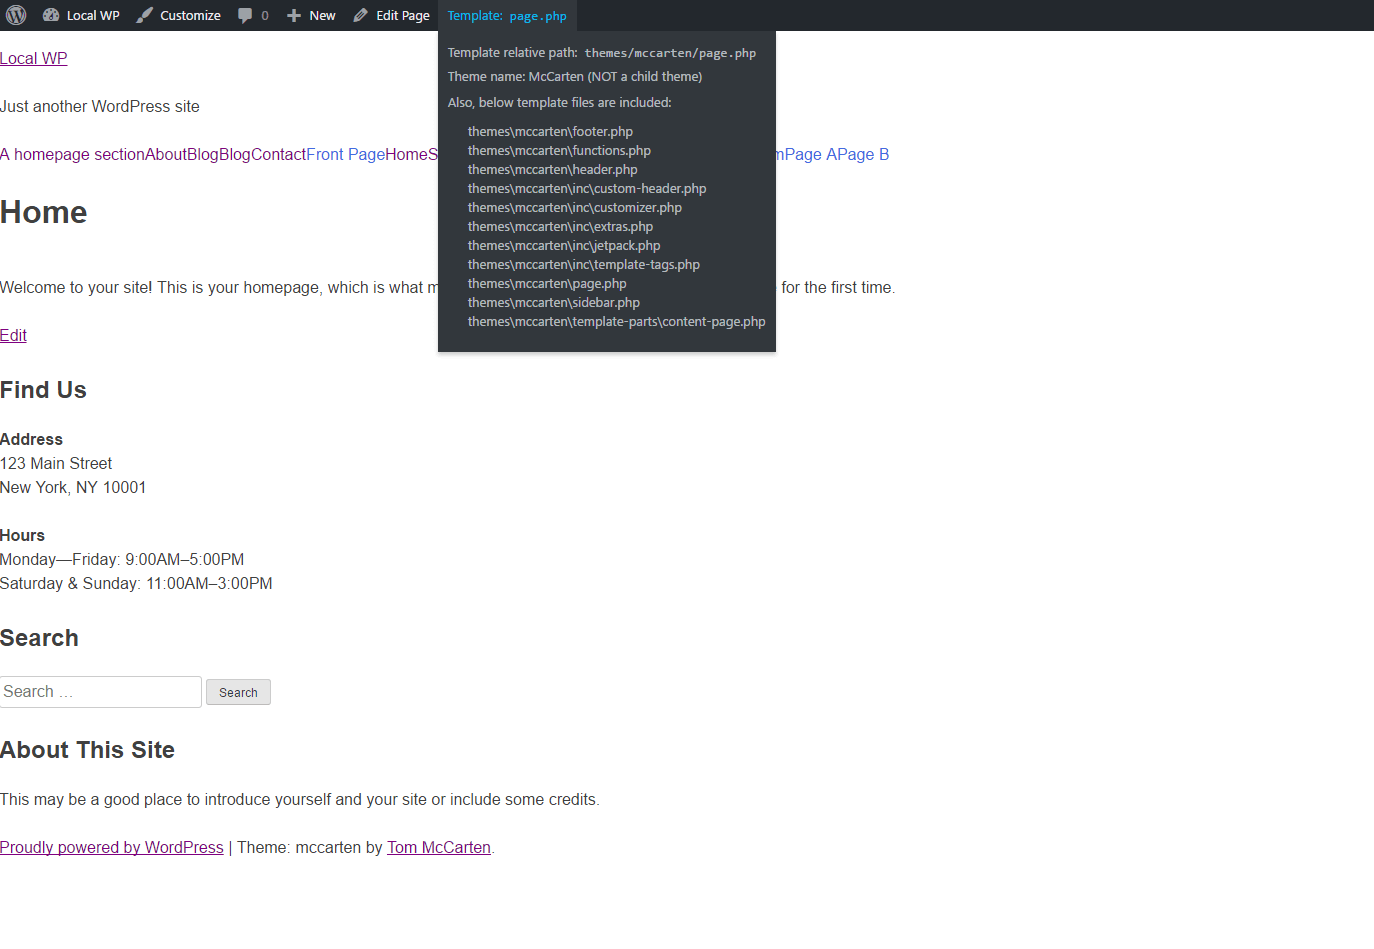 Local WP Customize 0 New Edit Page Template: page.php
Template relative path: themes/mccarten/page.php
Theme name: McCarten (NOT a child theme)
Also, below template files are included:
themes\mccarten\footer.php
themes\mccarten\functions.php
themes\mccarten\header.php
themes\mccarten\inc\custom-header.php
themes\mccarten\inc\customizer.php
themes\mccarten\inc\extras.php
themes\mccarten\inc\jetpack.php
themes\mccarten\inc\template-tags.php
themes\mccarten\page.php
themes\mccarten\sidebar.php
themes\mccarten\template-parts\content-page.php
Local WP
Just another WordPress site
A homepage sectionAboutBlogBlogContactFront PageHomeS mPage APage B
Home
Welcome to your site! This is your homepage, which is what m for the first time.
Edit
Find Us
Address
123 Main Street
New York, NY 10001
Hours
Monday—Friday: 9:00AM–5:00PM
Saturday & Sunday: 11:00AM–3:00PM
Search
Search …
Search
About This Site
This may be a good place to introduce yourself and your site or include some credits.
Proudly powered by WordPress | Theme: mccarten by Tom McCarten.